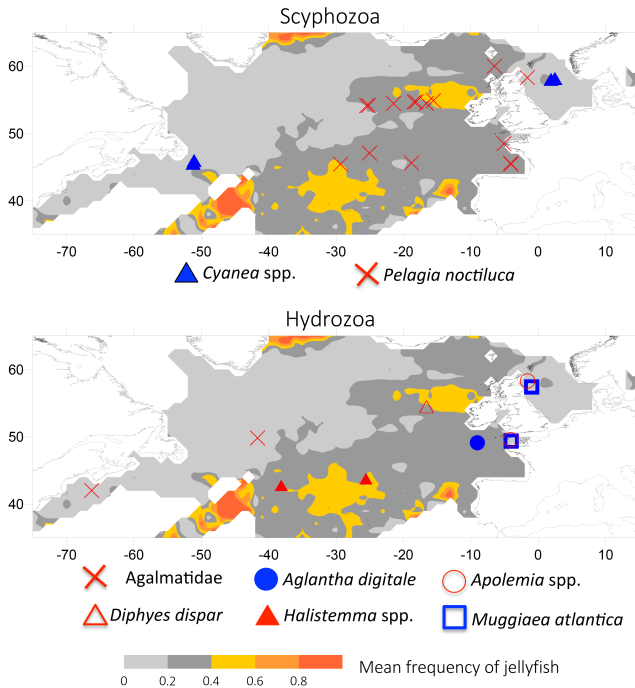 Scyphozoa
60
50
40
-70 -60 -50 -40 -30 -20 -10 0 10
Cyanea spp. Pelagia noctiluca
Hydrozoa
60
50
40
-70 -60 -50 -40 -30 -20 -10 0 10
Agalmatidae Aglantha digitale Apolemia spp.
Diphyes dispar Halistemma spp. Muggiaea atlantica
0 0.2 0.4 0.6 0.8
Mean frequency of jellyfish